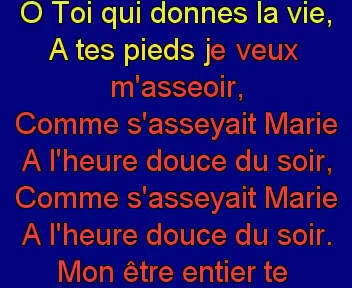 O Toi qui donnes la vie,
A tes pieds je veux
m'asseoir,
Comme s'asseyait Marie
A l'heure douce du soir,
Comme s'asseyait Marie
A l'heure douce du soir.
Mon être entier te